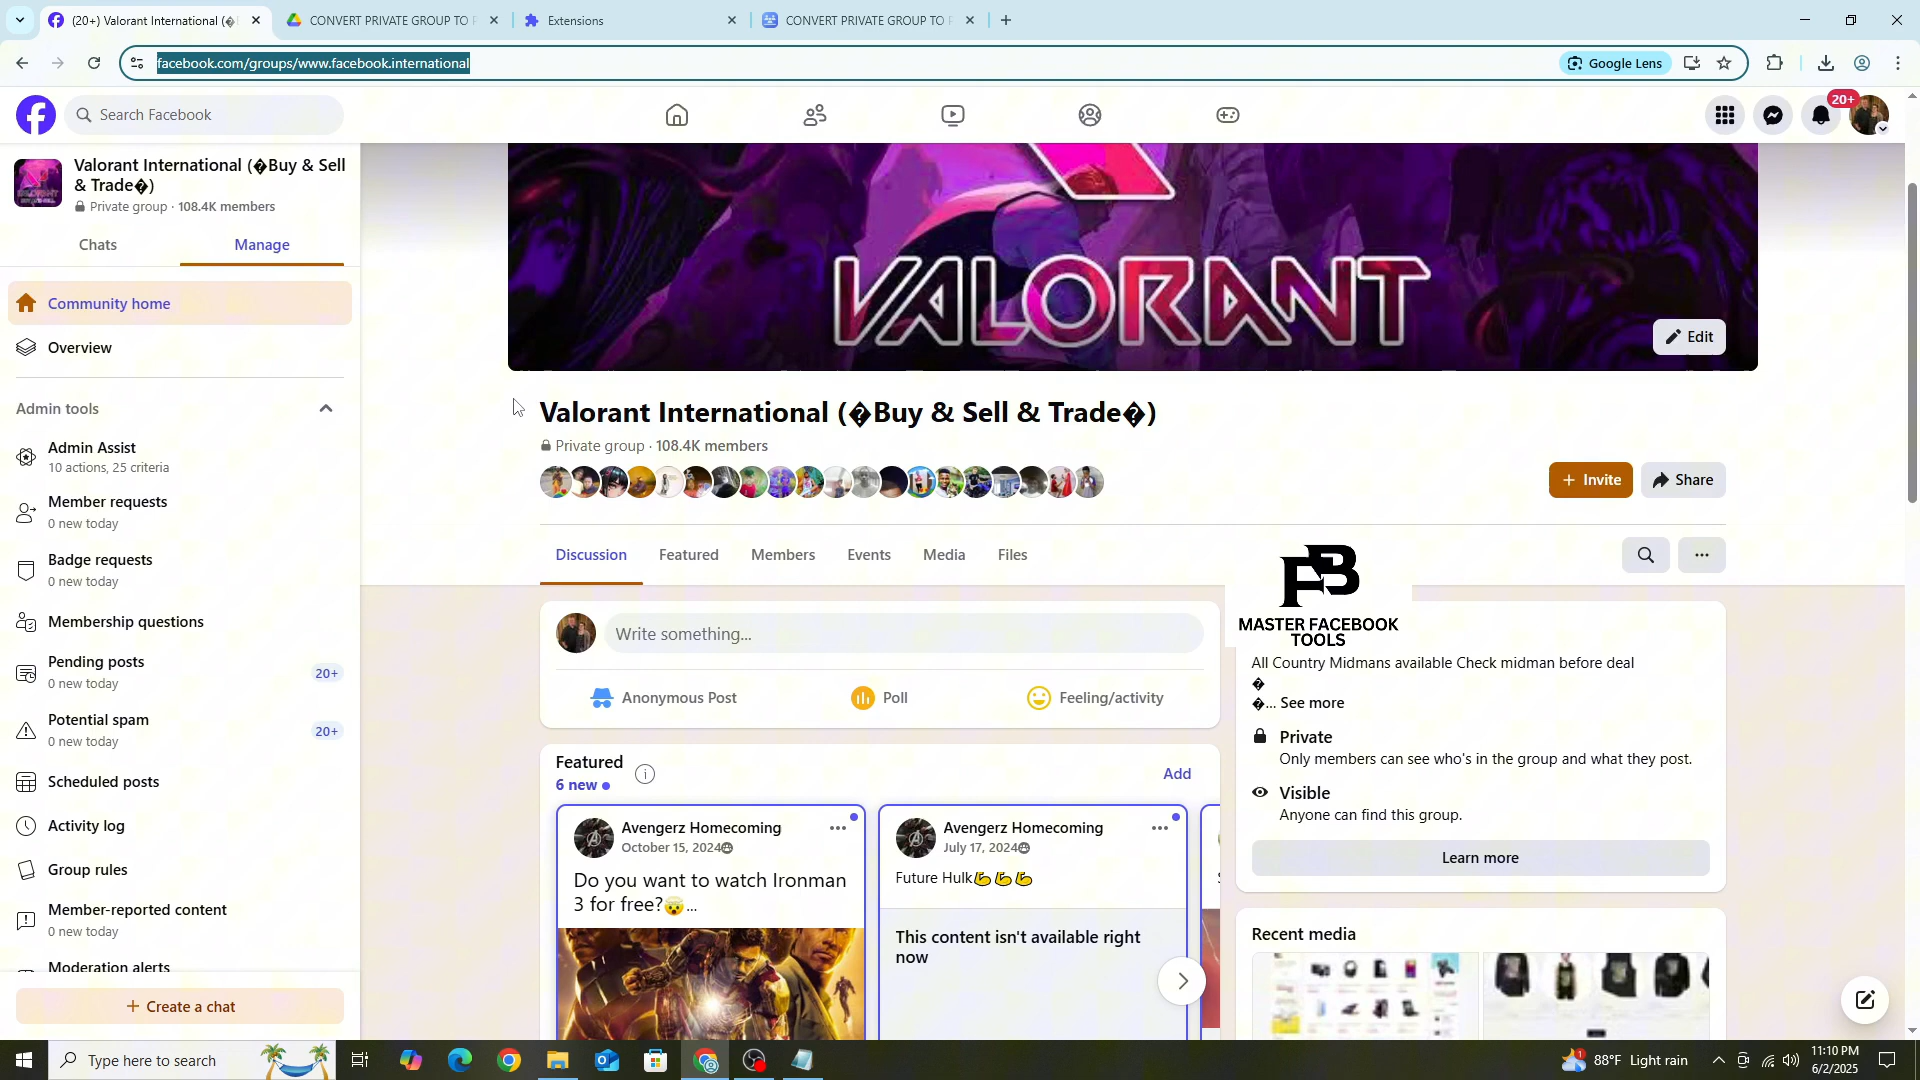 (20+) Valorant International (�
CONVERT PRIVATE GROUP TO P
Extensions
CONVERT PRIVATE GROUP TO P
facebook.com/groups/www.facebook.international
Google Lens
Search Facebook
20+
Valorant International (�Buy & Sell
& Trade�)
Private group · 108.4K members
Chats
Manage
Community home
Overview
Admin tools
Admin Assist
10 actions, 25 criteria
Member requests
0 new today
Badge requests
0 new today
Membership questions
Pending posts
0 new today
20+
Potential spam
0 new today
20+
Scheduled posts
Activity log
Group rules
Member-reported content
0 new today
Moderation alerts
+ Create a chat
VALORANT
Edit
Valorant International (�Buy & Sell & Trade�)
Private group · 108.4K members
+ Invite
Share
Discussion
Featured
Members
Events
Media
Files
Write something...
Anonymous Post
Poll
Feeling/activity
Featured
6 new
Add
Avengerz Homecoming
October 15, 2024
Do you want to watch Ironman
3 for free?🤯...
Avengerz Homecoming
July 17, 2024
Future Hulk💪💪💪
This content isn't available right
now
FB
MASTER FACEBOOK
TOOLS
All Country Midmans available Check midman before deal
�
�... See more
Private
Only members can see who's in the group and what they post.
Visible
Anyone can find this group.
Learn more
Recent media
Type here to search
88°F Light rain
11:10 PM
6/2/2025